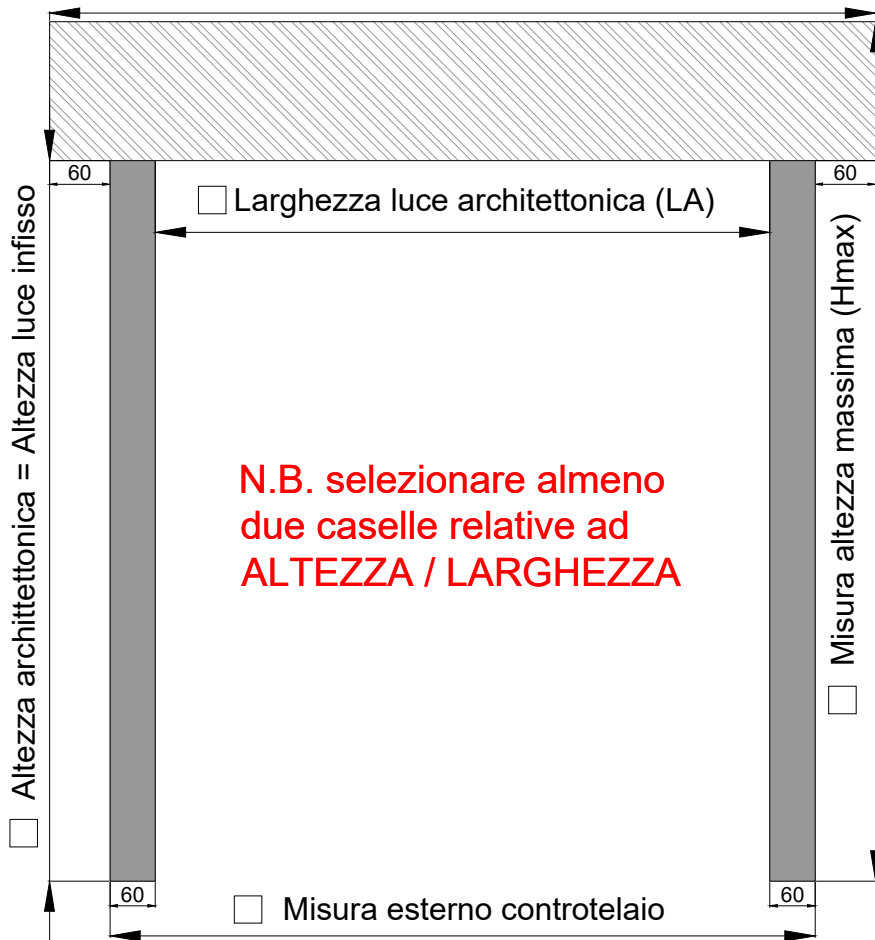 60
60
☐ Larghezza luce architettonica (LA)
☐ Altezza archittettonica = Altezza luce infisso
☐ Misura altezza massima (Hmax)
N.B. selezionare almeno
due caselle relative ad
ALTEZZA / LARGHEZZA
60
60
☐ Misura esterno controtelaio